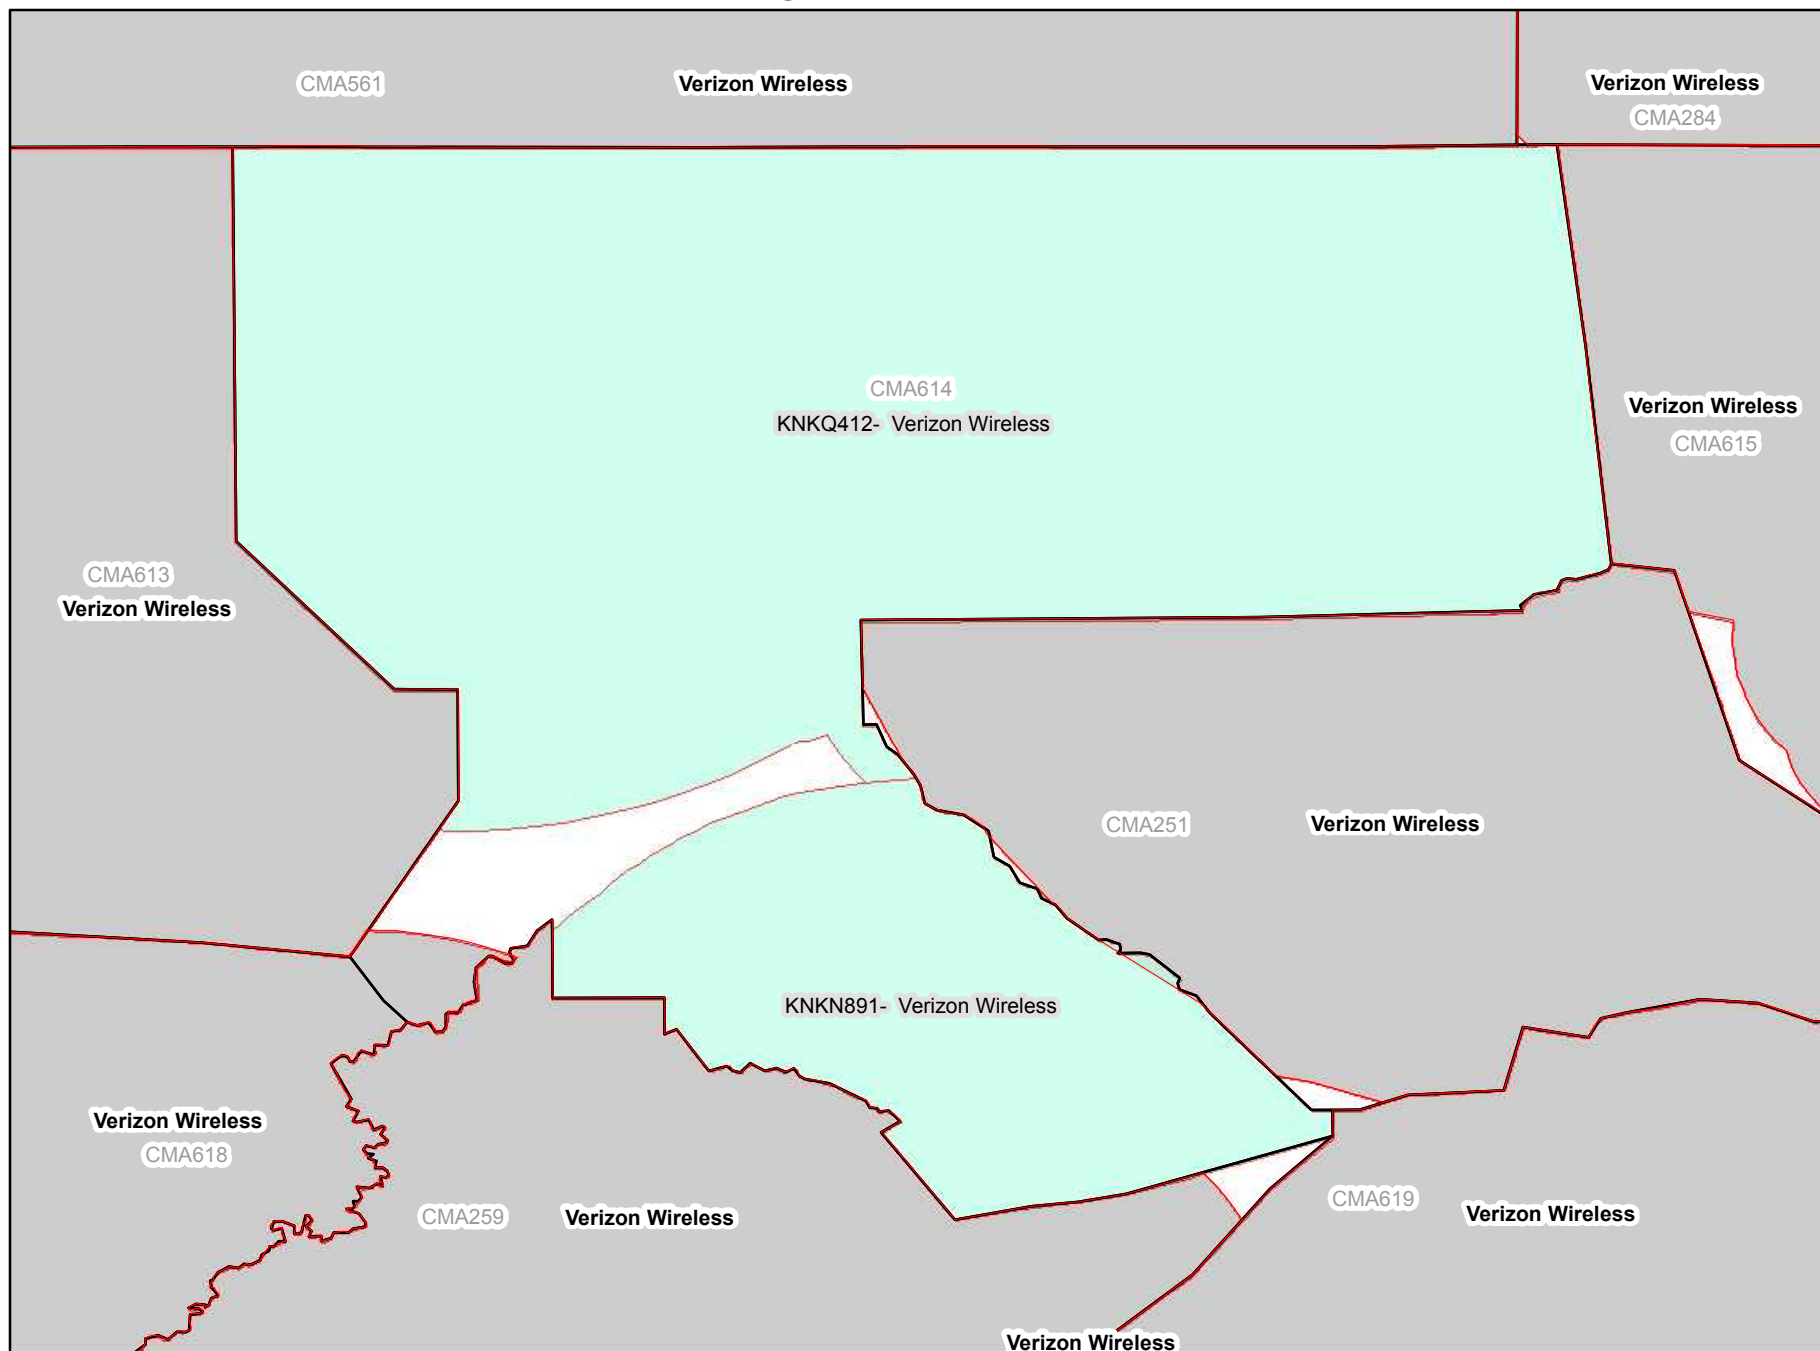 CMA561
Verizon Wireless
Verizon Wireless
CMA284
CMA614
KNKQ412- Verizon Wireless
Verizon Wireless
CMA615
CMA613
Verizon Wireless
CMA251
Verizon Wireless
KNKN891- Verizon Wireless
Verizon Wireless
CMA618
CMA259
Verizon Wireless
CMA619
Verizon Wireless
Verizon Wireless